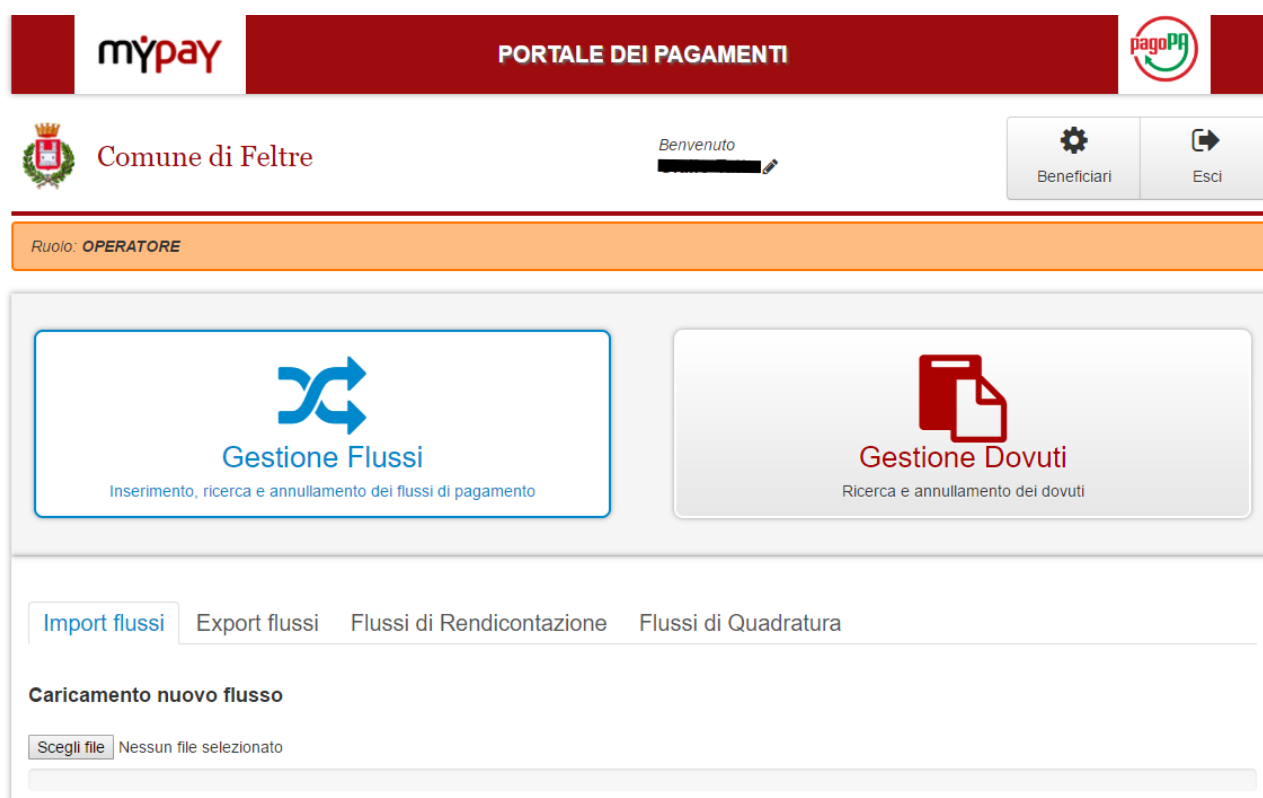 mypay
PORTALE DEI PAGAMENTI
pagoPA
Comune di Feltre
Benvenuto
Beneficiari
Esci
Ruolo: OPERATORE
Gestione Flussi
Inserimento, ricerca e annullamento dei flussi di pagamento
Gestione Dovuti
Ricerca e annullamento dei dovuti
Import flussi Export flussi Flussi di Rendicontazione Flussi di Quadratura
Caricamento nuovo flusso
Scegli file Nessun file selezionato